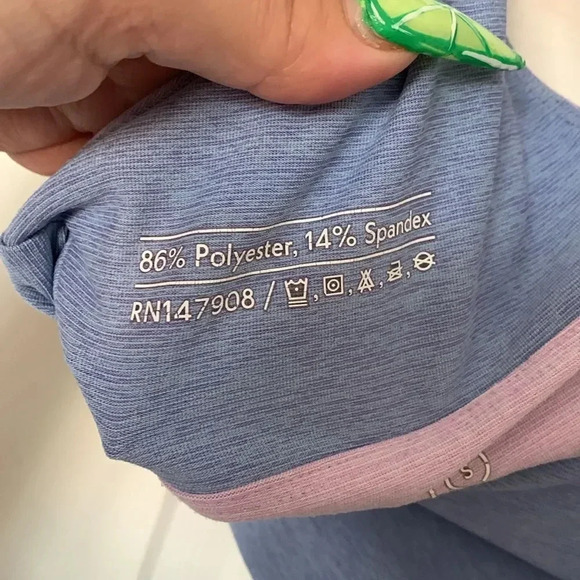 86% Polyester, 14% Spandex
RN147908 /
S